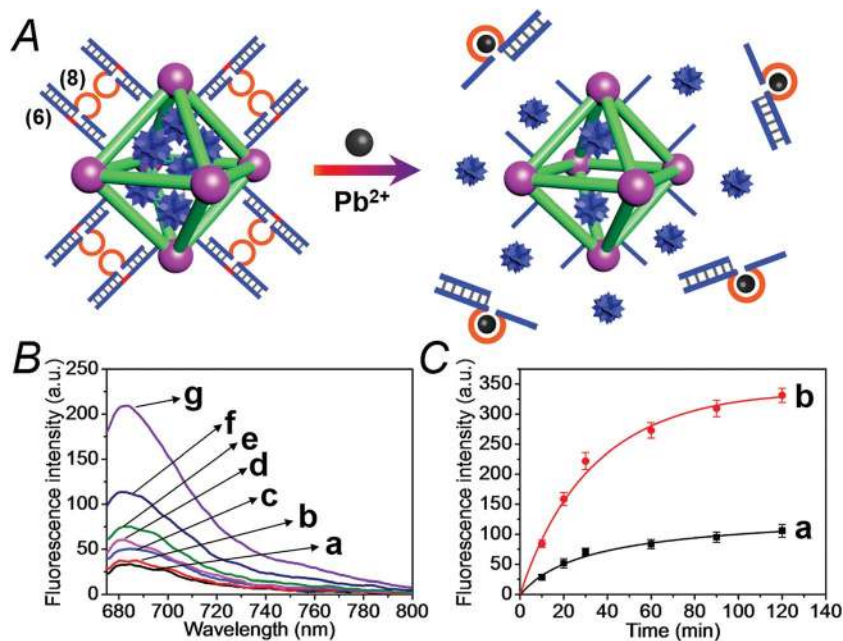 A
(8)
(6)
Pb²⁺
B
Fluorescence intensity (a.u.)
250
200
150
100
50
0
g
f
e
d
c
b
a
680 700 720 740 760 780 800
Wavelength (nm)
C
Fluorescence intensity (a.u.)
350
300
250
200
150
100
50
0
b
a
0 20 40 60 80 100 120 140
Time (min)